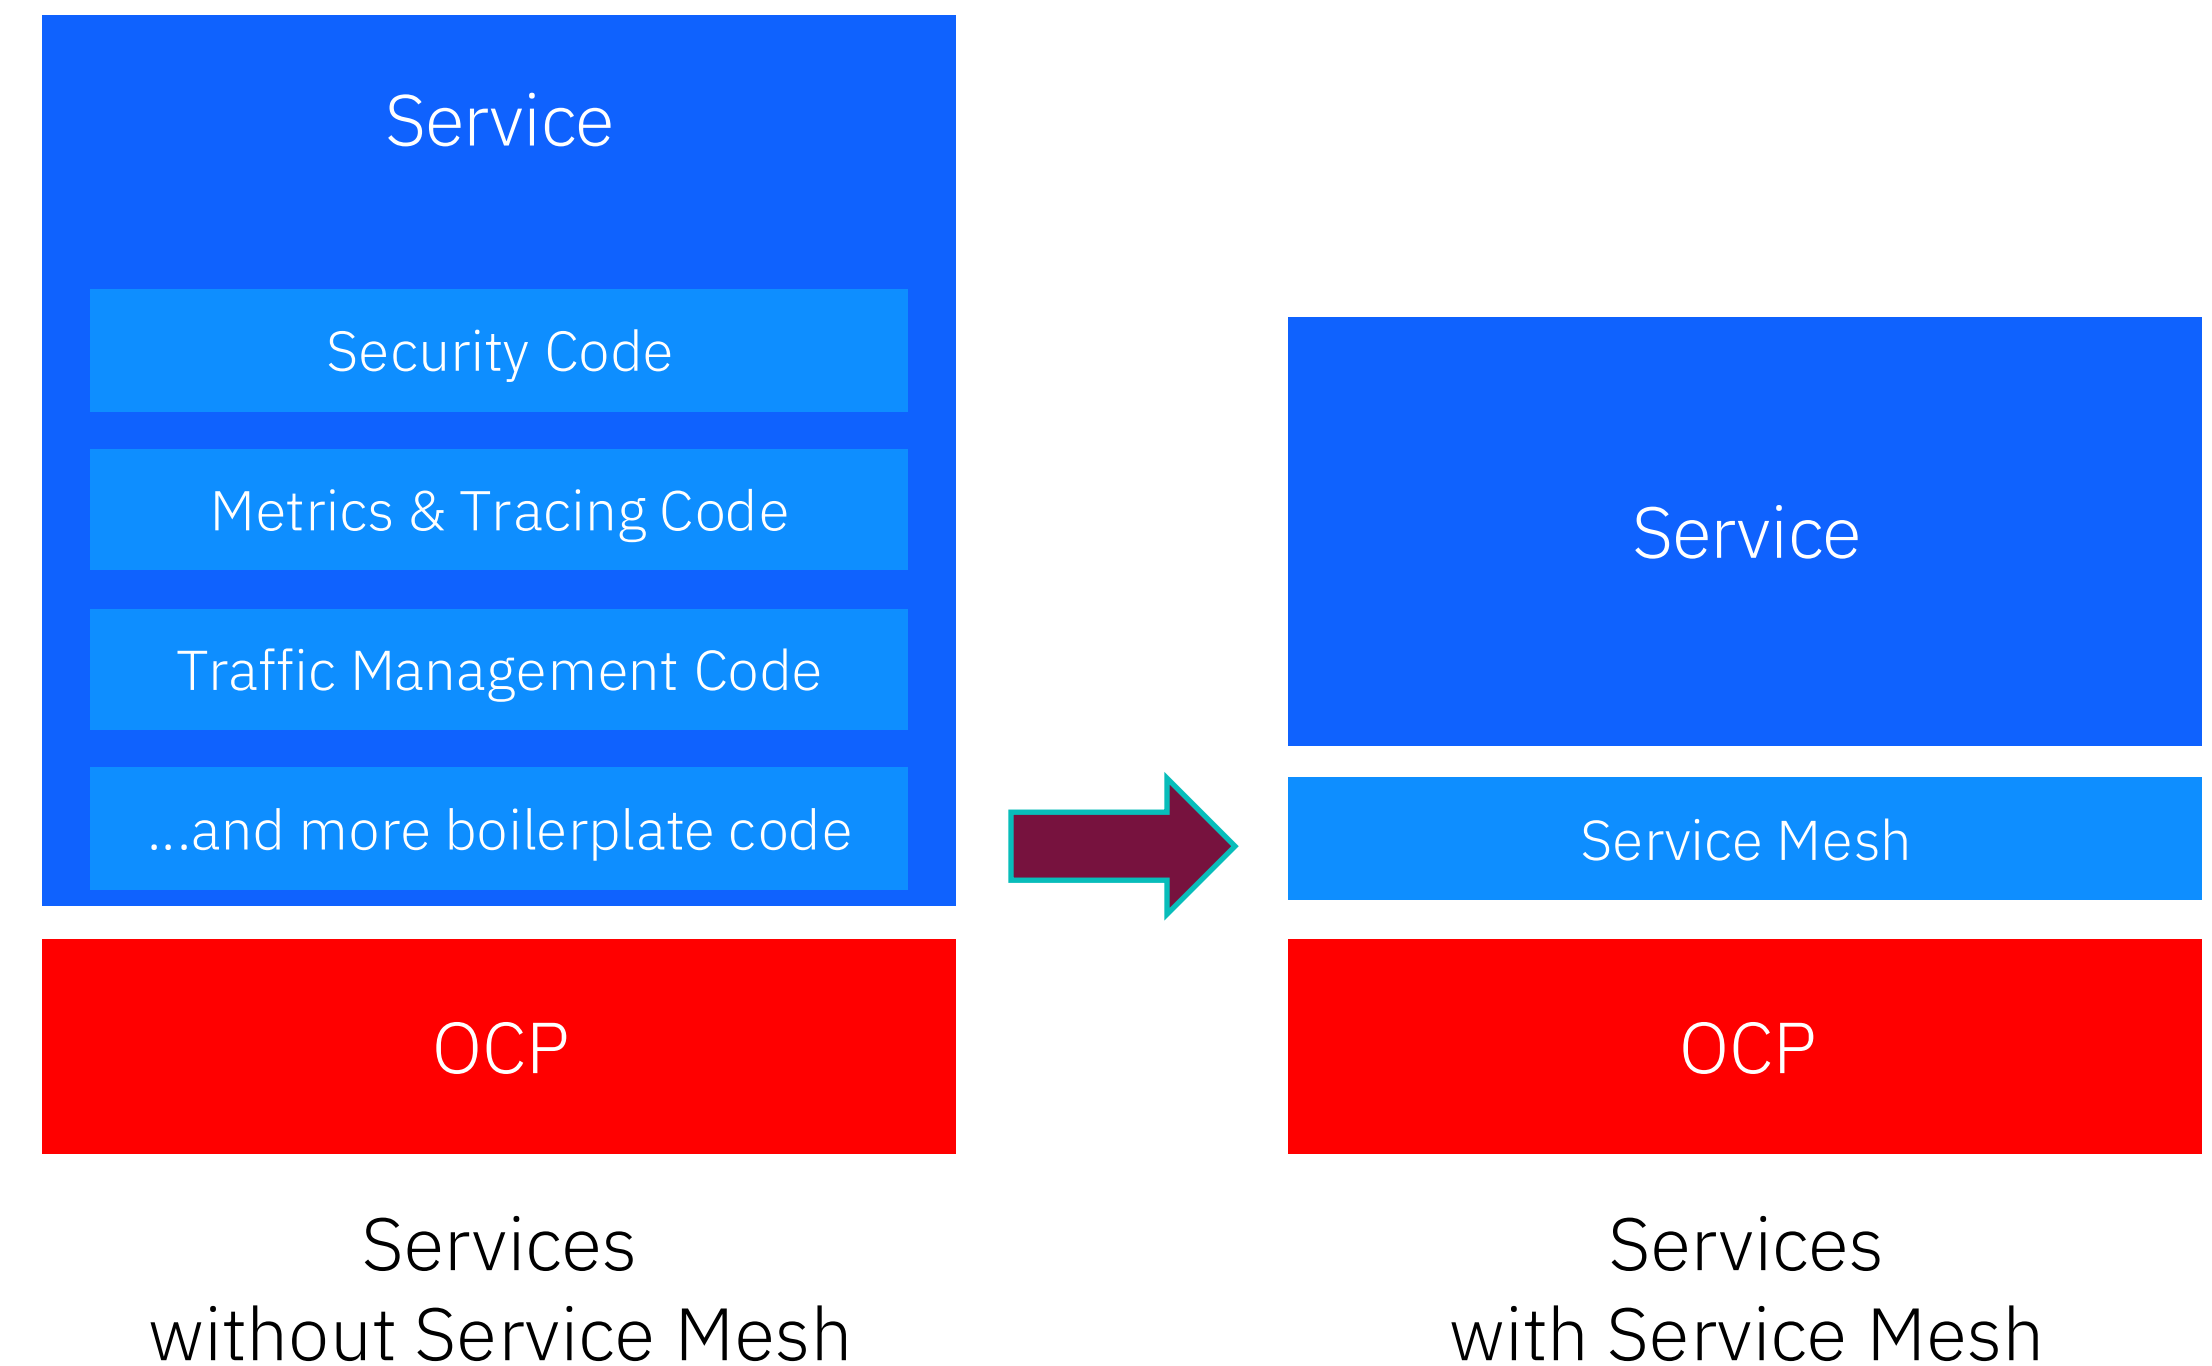 Service
Security Code
Metrics & Tracing Code
Traffic Management Code
...and more boilerplate code
OCP
Services
without Service Mesh
Service
Service Mesh
OCP
Services
with Service Mesh